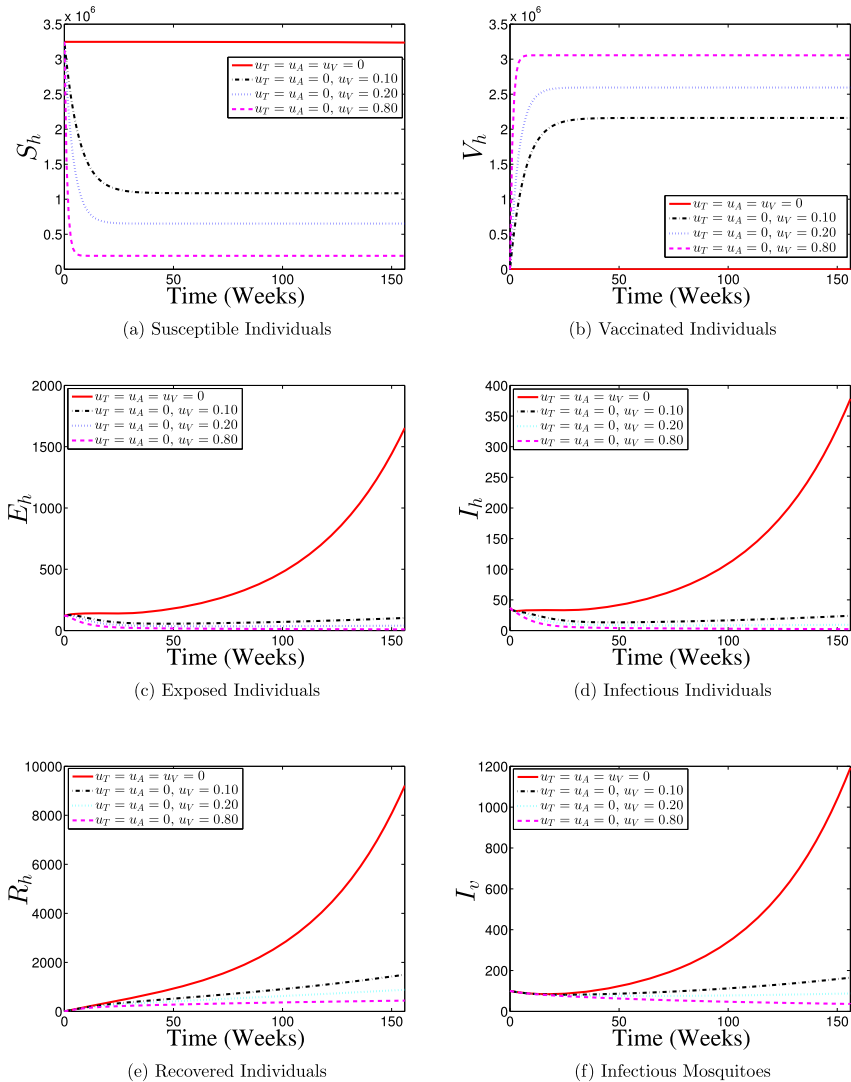 × 10^6
3.5
3
2.5
2
1.5
1
0.5
0
S_h
u_T = u_A = u_V = 0
u_T = u_A = 0, u_V = 0.10
u_T = u_A = 0, u_V = 0.20
u_T = u_A = 0, u_V = 0.80
0 50 100 150
Time (Weeks)
(a) Susceptible Individuals
x 10^6
3.5
3
2.5
2
1.5
1
0.5
0
V_h
u_T = u_A = u_V = 0
u_T = u_A = 0, u_V = 0.10
u_T = u_A = 0, u_V = 0.20
u_T = u_A = 0, u_V = 0.80
0 50 100 150
Time (Weeks)
(b) Vaccinated Individuals
2000
1500
1000
500
0
E_h
u_T = u_A = u_V = 0
u_T = u_A = 0, u_V = 0.10
u_T = u_A = 0, u_V = 0.20
u_T = u_A = 0, u_V = 0.80
0 50 100 150
Time (Weeks)
(c) Exposed Individuals
400
350
300
250
200
150
100
50
0
I_h
u_T = u_A = u_V = 0
u_T = u_A = 0, u_V = 0.10
u_T = u_A = 0, u_V = 0.20
u_T = u_A = 0, u_V = 0.80
0 50 100 150
Time (Weeks)
(d) Infectious Individuals
10000
8000
6000
4000
2000
0
R_h
u_T = u_A = u_V = 0
u_T = u_A = 0, u_V = 0.10
u_T = u_A = 0, u_V = 0.20
u_T = u_A = 0, u_V = 0.80
0 50 100 150
Time (Weeks)
(e) Recovered Individuals
1200
1000
800
600
400
200
0
I_v
u_T = u_A = u_V = 0
u_T = u_A = 0, u_V = 0.10
u_T = u_A = 0, u_V = 0.20
u_T = u_A = 0, u_V = 0.80
0 50 100 150
Time (Weeks)
(f) Infectious Mosquitoes